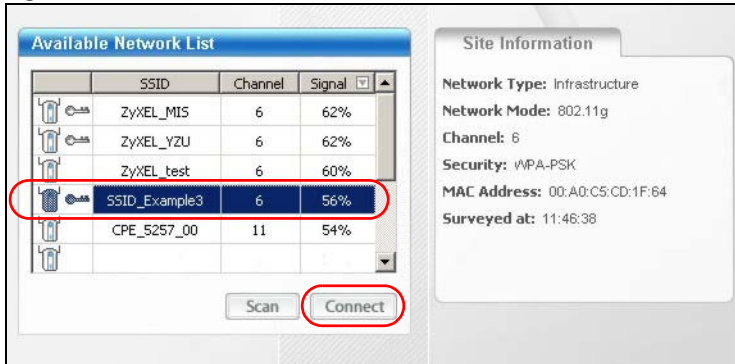 Available Network List
SSID Channel Signal
ZyXEL_MIS 6 62%
ZyXEL_YZU 6 62%
ZyXEL_test 6 60%
SSID_Example3 6 56%
CPE_5257_00 11 54%
Scan Connect
Site Information
Network Type: Infrastructure
Network Mode: 802.11g
Channel: 6
Security: WPA-PSK
MAC Address: 00:A0:C5:CD:1F:64
Surveyed at: 11:46:38